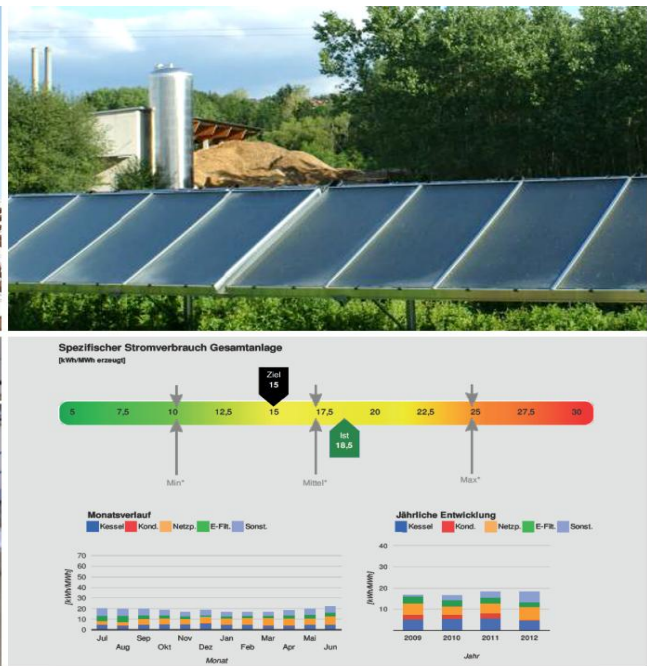 Spezifischer Stromverbrauch Gesamtanlage
[kWh/MWh erzeugt]
Ziel
15
5 7,5 10 12,5 15 17,5 20 22,5 25 27,5 30
Ist
18,5
Min* Mittel* Max*
Monatsverlauf
Kessel Kond. Netzp. E-Flt. Sonst.
[kWh/MWh]
70
60
50
40
30
20
10
0
Jul Sep Nov Jan Mar Mai
Aug Okt Dez Feb Apr Jun
Monat
Jährliche Entwicklung
Kessel Kond. Netzp. E-Flt. Sonst.
[kWh/MWh]
40
30
20
10
2009 2010 2011 2012
Jahr